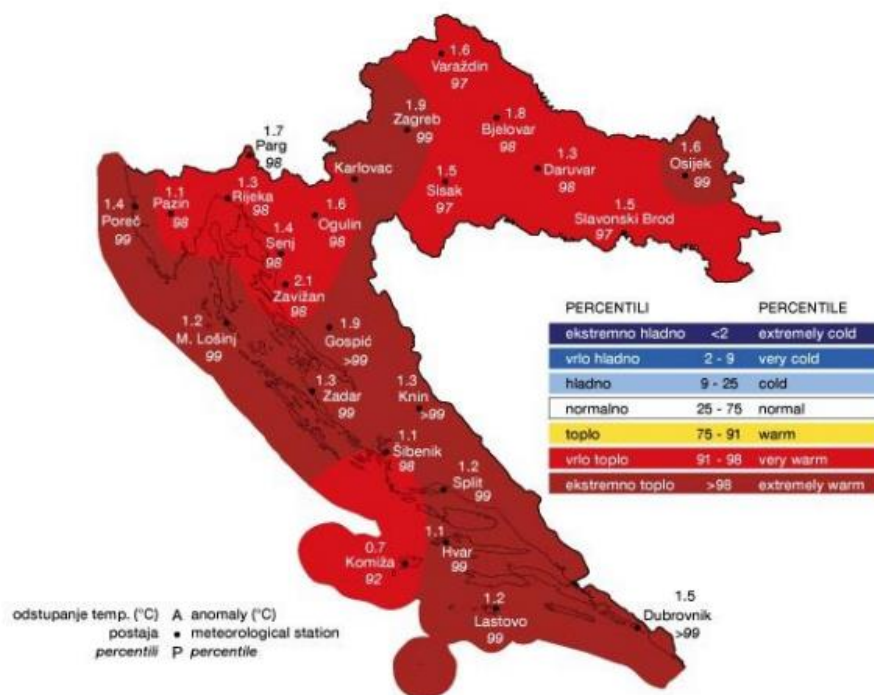 1.6
Varaždin
97
1.9
Zagreb
99
1.8
Bjelovar
98
1.7
Parg
98
1.6
Osijek
99
Karlovac
1.5
Sisak
97
1.3
Daruvar
98
1.1
Pazin
98
1.3
Rijeka
98
1.4
Poreč
99
1.6
Ogulin
98
1.5
Slavonski Brod
97
1.4
Senj
98
2.1
Zavižan
98
1.2
M. Lošinj
99
1.9
Gospić
>99
1.3
Zadar
99
1.3
Knin
>99
1.1
Šibenik
98
1.2
Split
99
1.1
Hvar
99
0.7
Komiža
92
1.2
Lastovo
99
1.5
Dubrovnik
>99
PERCENTILI PERCENTILE
ekstremno hladno <2 extremely cold
vrlo hladno 2 - 9 very cold
hladno 9 - 25 cold
normalno 25 - 75 normal
toplo 75 - 91 warm
vrlo toplo 91 - 98 very warm
ekstremno toplo >98 extremely warm
odstupanje temp. (°C) A anomaly (°C)
postaja • meteorological station
percentili P percentile